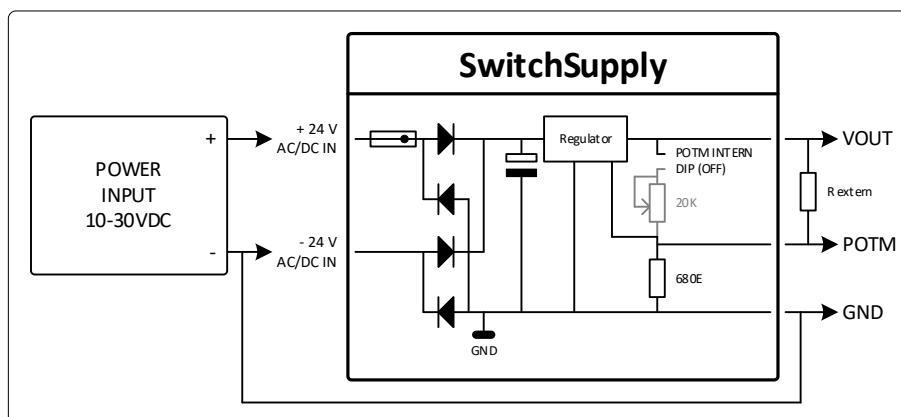 SwitchSupply
POWER
INPUT
10-30VDC
+
-
+ 24 V
AC/DC IN
- 24 V
AC/DC IN
Regulator
POTM INTERN
DIP (OFF)
20K
680E
GND
VOUT
Rextern
POTM
GND